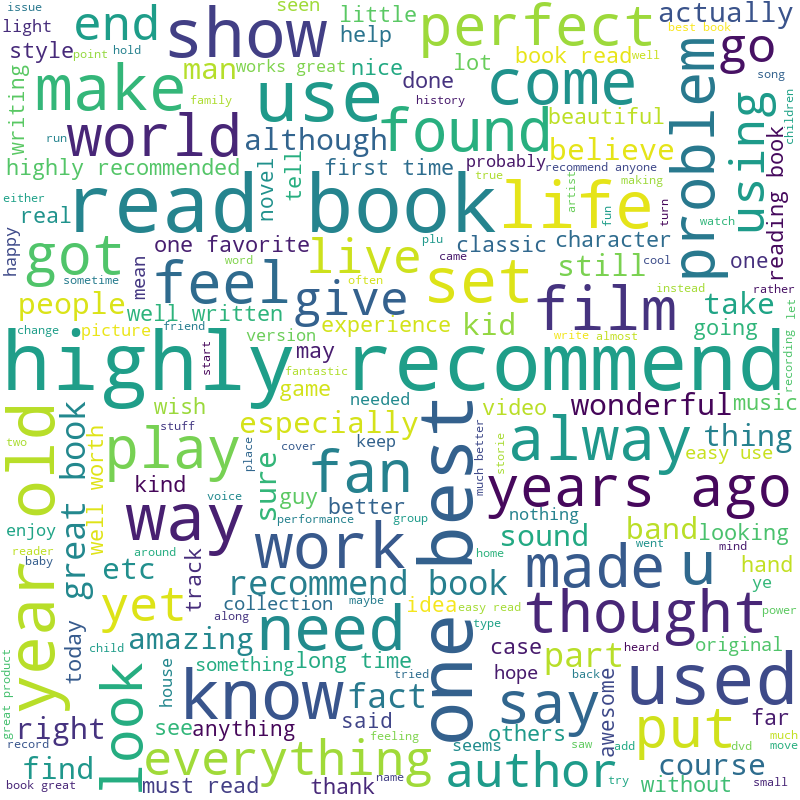 issue
seen
little
actually
best book
light
end
show
perfect
hold
help
book read
well
go
style
point
man
works great
nice
lot
song
make
use
come
done
beautiful
problem
using
children
writing
family
history
world
found
run
although
believe
highly recommended
first time
probably
recommend anyone
reading book
true
making
novel
tell
artist
fun
turn
either
real
read book
life
watch
happy
one favorite
plu
classic
character
one
got
live
came
cool
still
sometime
mean
word
feel
often
set
instead
rather
people
well written
give
film
take
change
picture
friend
version
experience
kid
write
almost
going
recording
let
start
may
highly recommend
fantastic
game
needed
two
year old
great book
wish
especially
video
wonderful
music
well worth
stuff
play
place
cover
keep
one best
much better
storie
alway
thing
easy use
sure
fan
kind
guy
years ago
voice
better
nothing
enjoy
way
performance
group
sound
band
looking
reader
around
work
home
went
mind
baby
etc
track
recommend book
made
u
hand
yet
collection
maybe
idea
easy read
type
thought
ye
power
today
along
child
amazing
need
case
heard
original
look
something
long time
tried
hope
part
back
great product
house
know
fact
say
awesome
used
right
see
anything
said
feeling
others
put
far
much
record
seems
saw
add
dvd
move
find
everything
author
course
book great
must read
thank
name
try
without
small